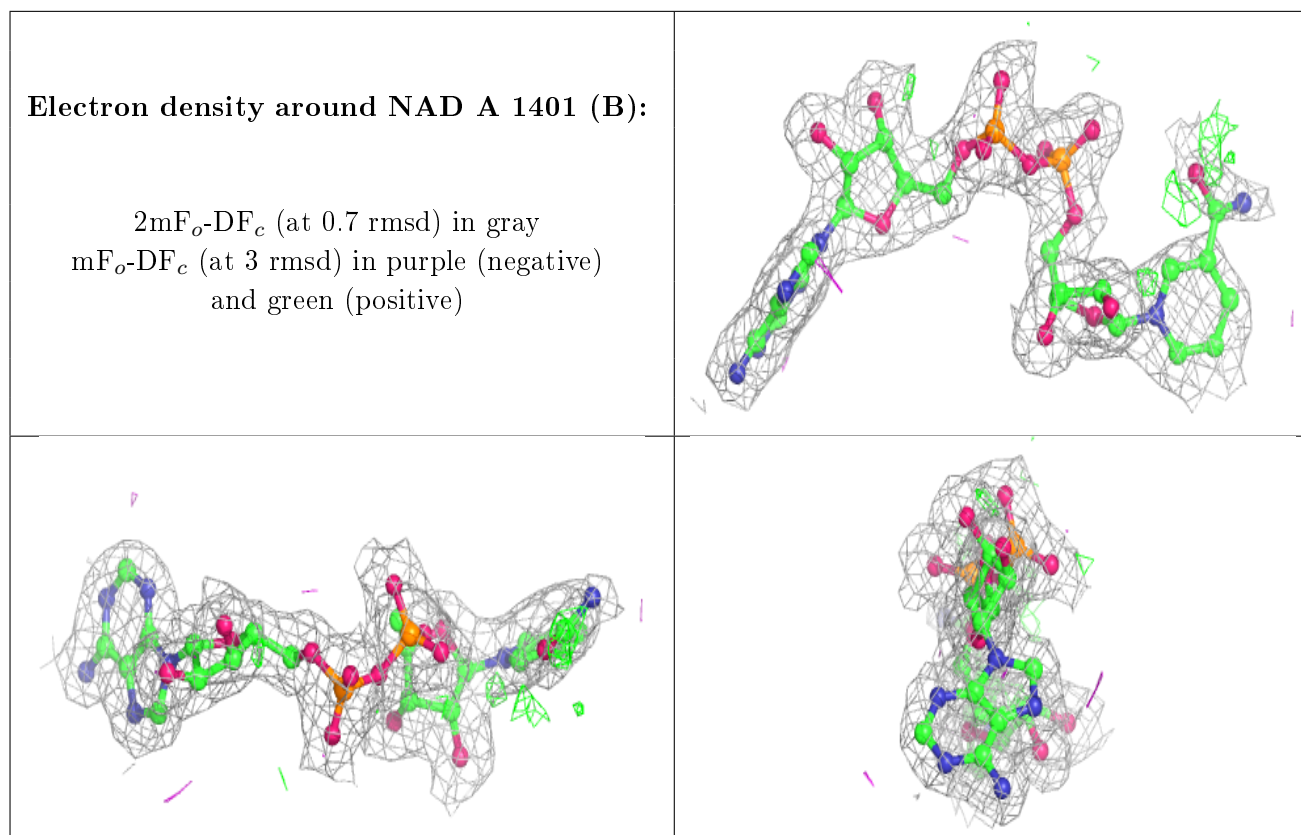 Electron density around NAD A 1401 (B):
2mFₒ-DF𝒸 (at 0.7 rmsd) in gray
mFₒ-DF𝒸 (at 3 rmsd) in purple (negative)
and green (positive)